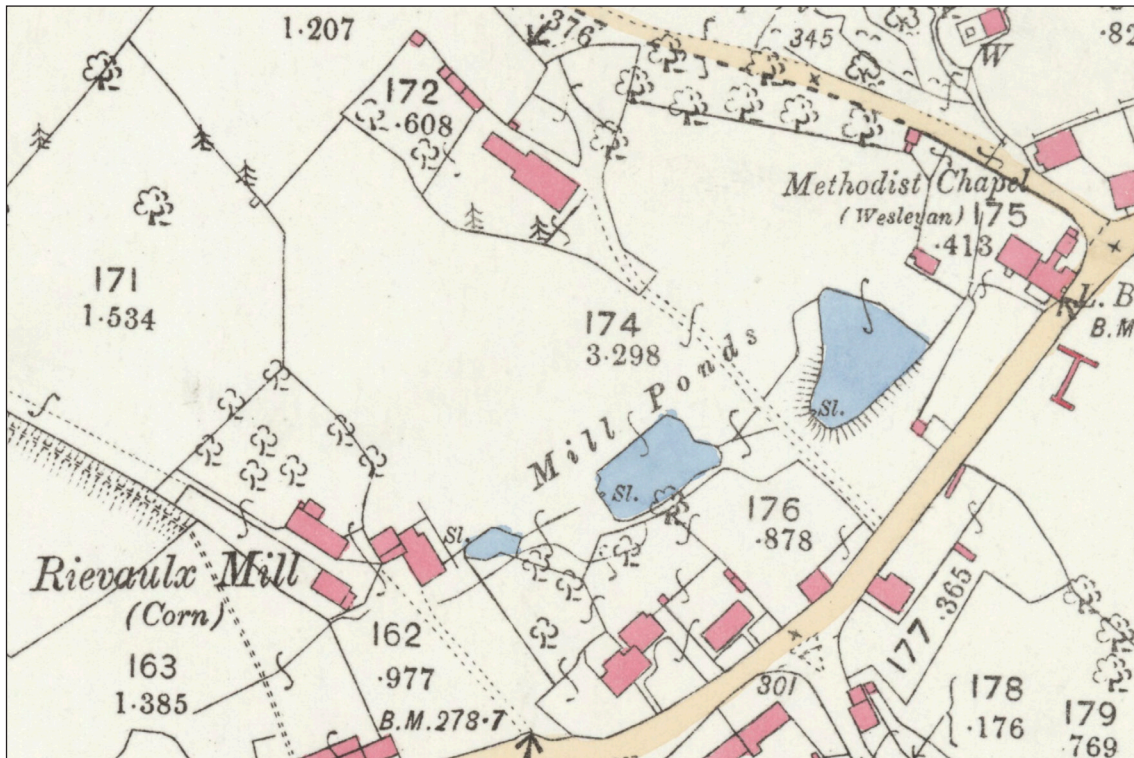 1·207
·376
345
W
·82
172
·608
Methodist Chapel
(Wesleyan)
175
·413
171
1·534
174
3·298
Mill Ponds
L.B
B.M
Sl.
Sl.
Sl.
176
·878
Rievaulx Mill
(Corn)
162
·977
163
1·385
B.M.278·7
301
177
·365
178
·176
179
·769